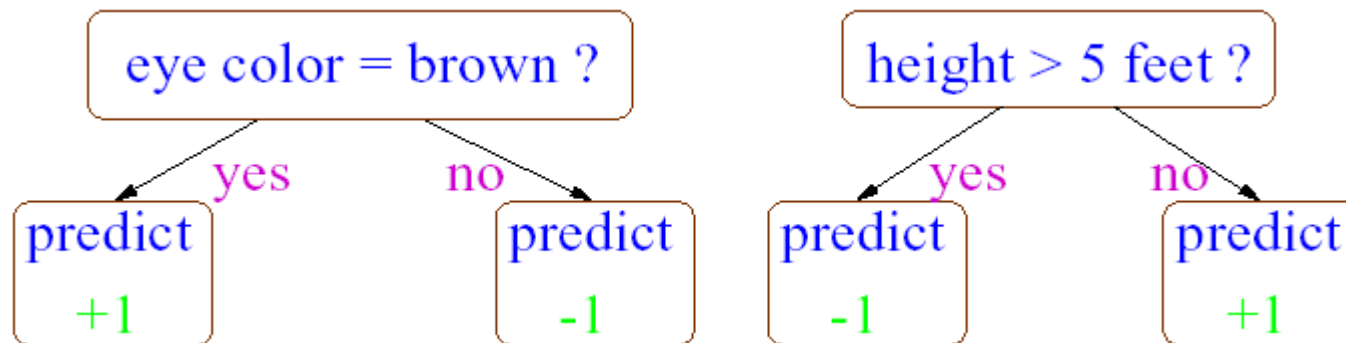 eye color = brown ?
yes
no
predict
+1
predict
-1
height > 5 feet ?
yes
no
predict
-1
predict
+1